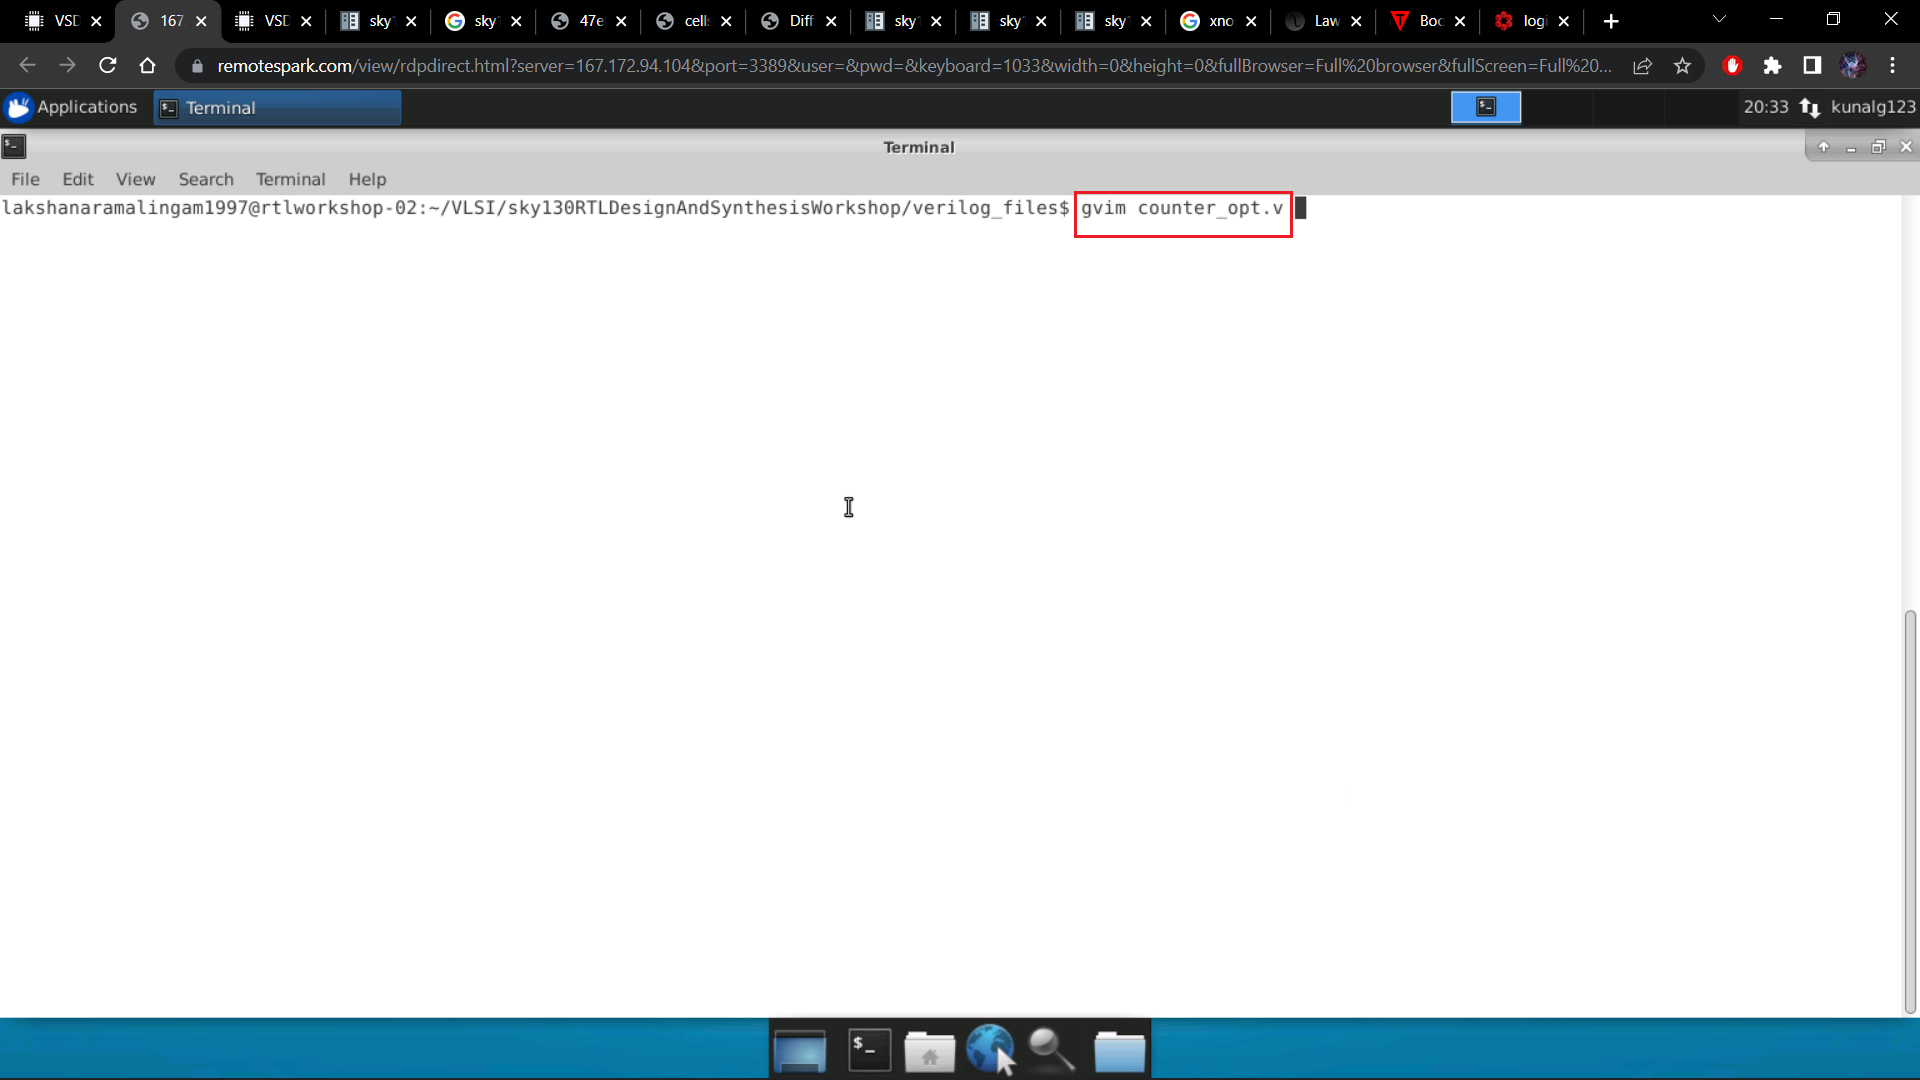 VSD
167
VSD
sky
sky
sky
47e
cell
Diff
sky
sky
sky
xno
Law
Boo
logi
remotespark.com/view/rdpdirect.html?server=167.172.94.104&port=3389&user=&pwd=&keyboard=1033&width=0&height=0&fullBrowser=Full%20browser&fullScreen=Full%20...
Applications
Terminal
20:33
kunalg123
Terminal
File Edit View Search Terminal Help
lakshanaramalingam1997@rtlworkshop-02:~/VLSI/sky130RTLDesignAndSynthesisWorkshop/verilog_files$ gvim counter_opt.v